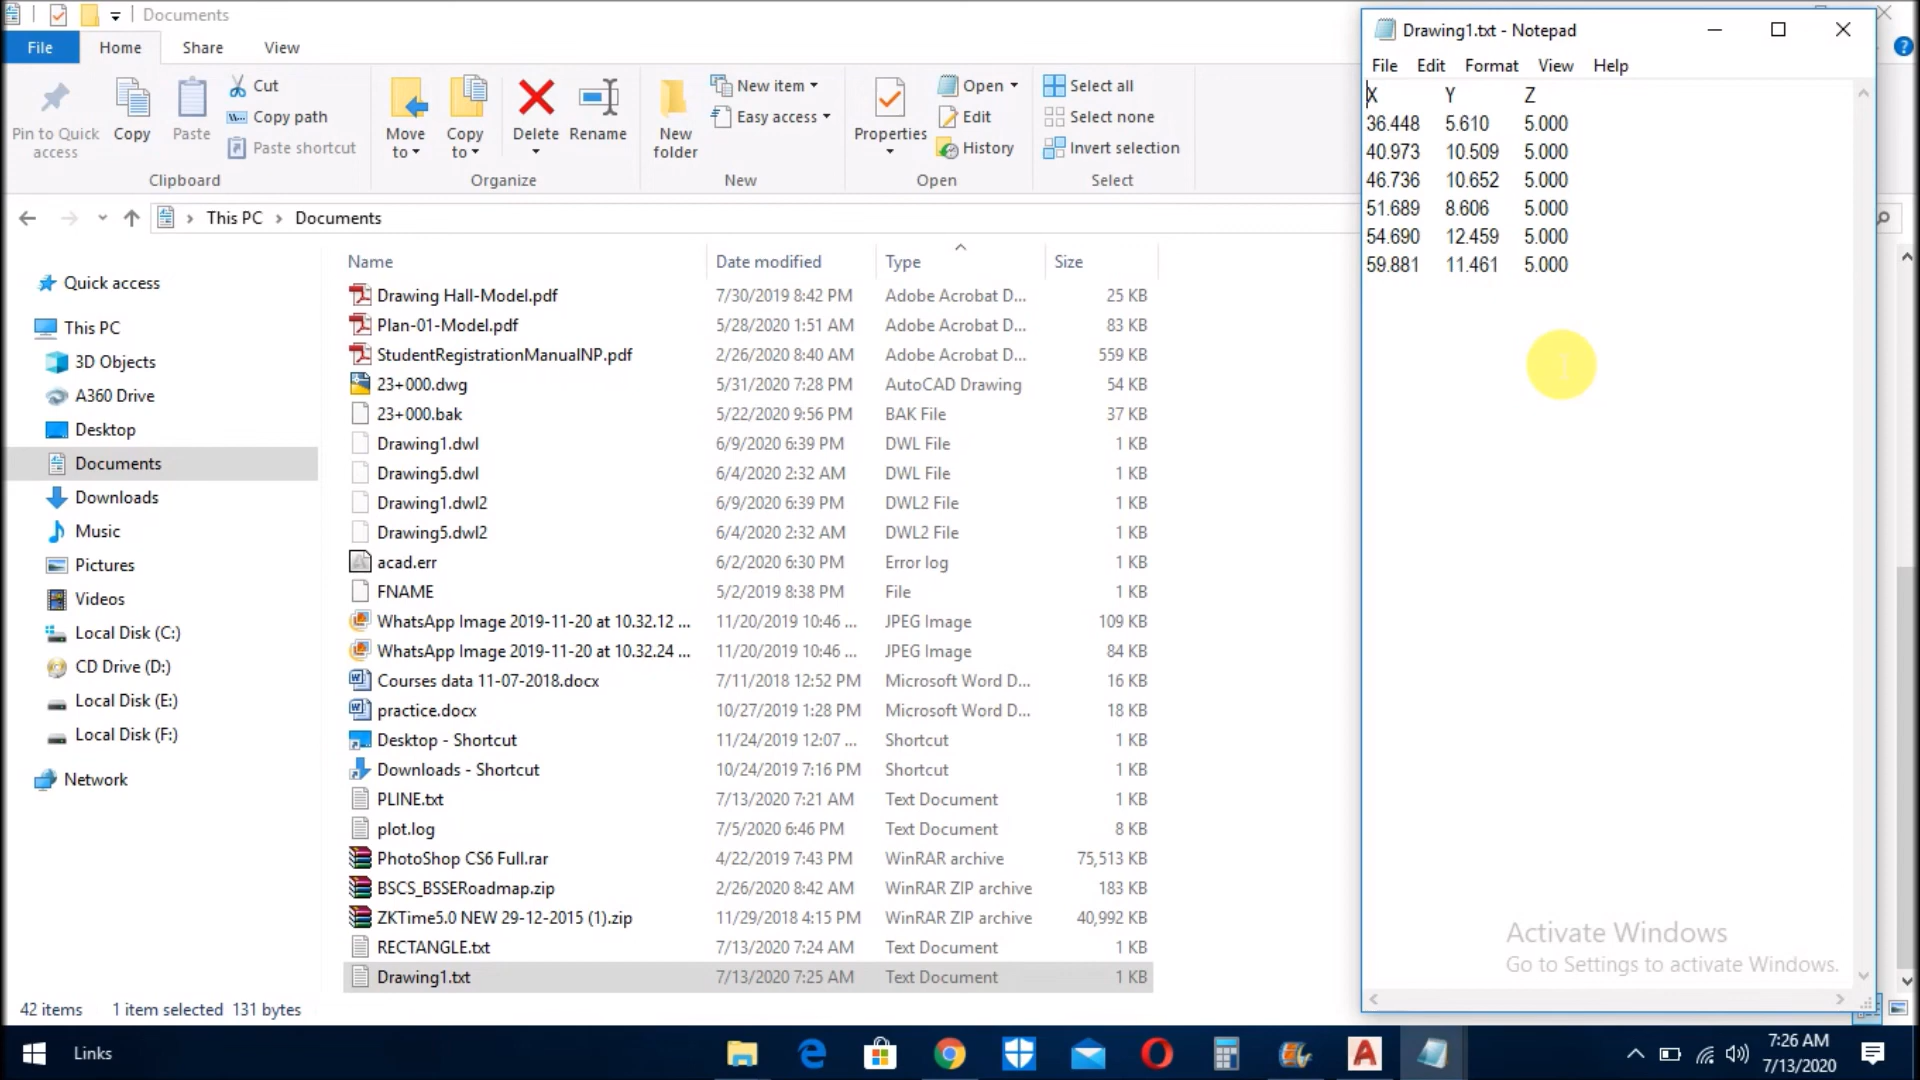 Documents
File Home Share View
Pin to Quick access
Copy
Paste
Cut
Copy path
Paste shortcut
Clipboard
Move to
Copy to
Delete
Rename
Organize
New folder
New item
Easy access
New
Properties
Open
Edit
History
Open
Select all
Select none
Invert selection
Select
This PC > Documents
Quick access
This PC
3D Objects
A360 Drive
Desktop
Documents
Downloads
Music
Pictures
Videos
Local Disk (C:)
CD Drive (D:)
Local Disk (E:)
Local Disk (F:)
Network
Name Date modified Type Size
Drawing Hall-Model.pdf 7/30/2019 8:42 PM Adobe Acrobat D... 25 KB
Plan-01-Model.pdf 5/28/2020 1:51 AM Adobe Acrobat D... 83 KB
StudentRegistrationManualNP.pdf 2/26/2020 8:40 AM Adobe Acrobat D... 559 KB
23+000.dwg 5/31/2020 7:28 PM AutoCAD Drawing 54 KB
23+000.bak 5/22/2020 9:56 PM BAK File 37 KB
Drawing1.dwl 6/9/2020 6:39 PM DWL File 1 KB
Drawing5.dwl 6/4/2020 2:32 AM DWL File 1 KB
Drawing1.dwl2 6/9/2020 6:39 PM DWL2 File 1 KB
Drawing5.dwl2 6/4/2020 2:32 AM DWL2 File 1 KB
acad.err 6/2/2020 6:30 PM Error log 1 KB
FNAME 5/2/2019 8:38 PM File 1 KB
WhatsApp Image 2019-11-20 at 10.32.12 ... 11/20/2019 10:46 ... JPEG Image 109 KB
WhatsApp Image 2019-11-20 at 10.32.24 ... 11/20/2019 10:46 ... JPEG Image 84 KB
Courses data 11-07-2018.docx 7/11/2018 12:52 PM Microsoft Word D... 16 KB
practice.docx 10/27/2019 1:28 PM Microsoft Word D... 18 KB
Desktop - Shortcut 11/24/2019 12:07 ... Shortcut 1 KB
Downloads - Shortcut 10/24/2019 7:16 PM Shortcut 1 KB
PLINE.txt 7/13/2020 7:21 AM Text Document 1 KB
plot.log 7/5/2020 6:46 PM Text Document 8 KB
PhotoShop CS6 Full.rar 4/22/2019 7:43 PM WinRAR archive 75,513 KB
BSCS_BSSERoadmap.zip 2/26/2020 8:42 AM WinRAR ZIP archive 183 KB
ZKTime5.0 NEW 29-12-2015 (1).zip 11/29/2018 4:15 PM WinRAR ZIP archive 40,992 KB
RECTANGLE.txt 7/13/2020 7:24 AM Text Document 1 KB
Drawing1.txt 7/13/2020 7:25 AM Text Document 1 KB
42 items 1 item selected 131 bytes
Drawing1.txt - Notepad
File Edit Format View Help
X Y Z
36.448 5.610 5.000
40.973 10.509 5.000
46.736 10.652 5.000
51.689 8.606 5.000
54.690 12.459 5.000
59.881 11.461 5.000
Activate Windows
Go to Settings to activate Windows.
Links
7:26 AM
7/13/2020